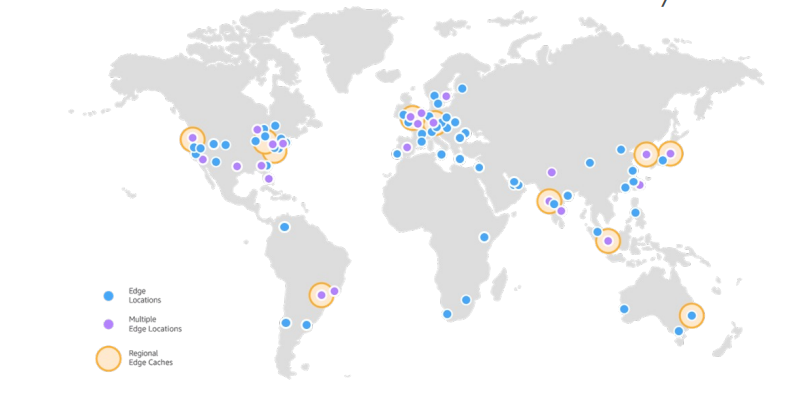 Edge
Locations
Multiple
Edge Locations
Regional
Edge Caches